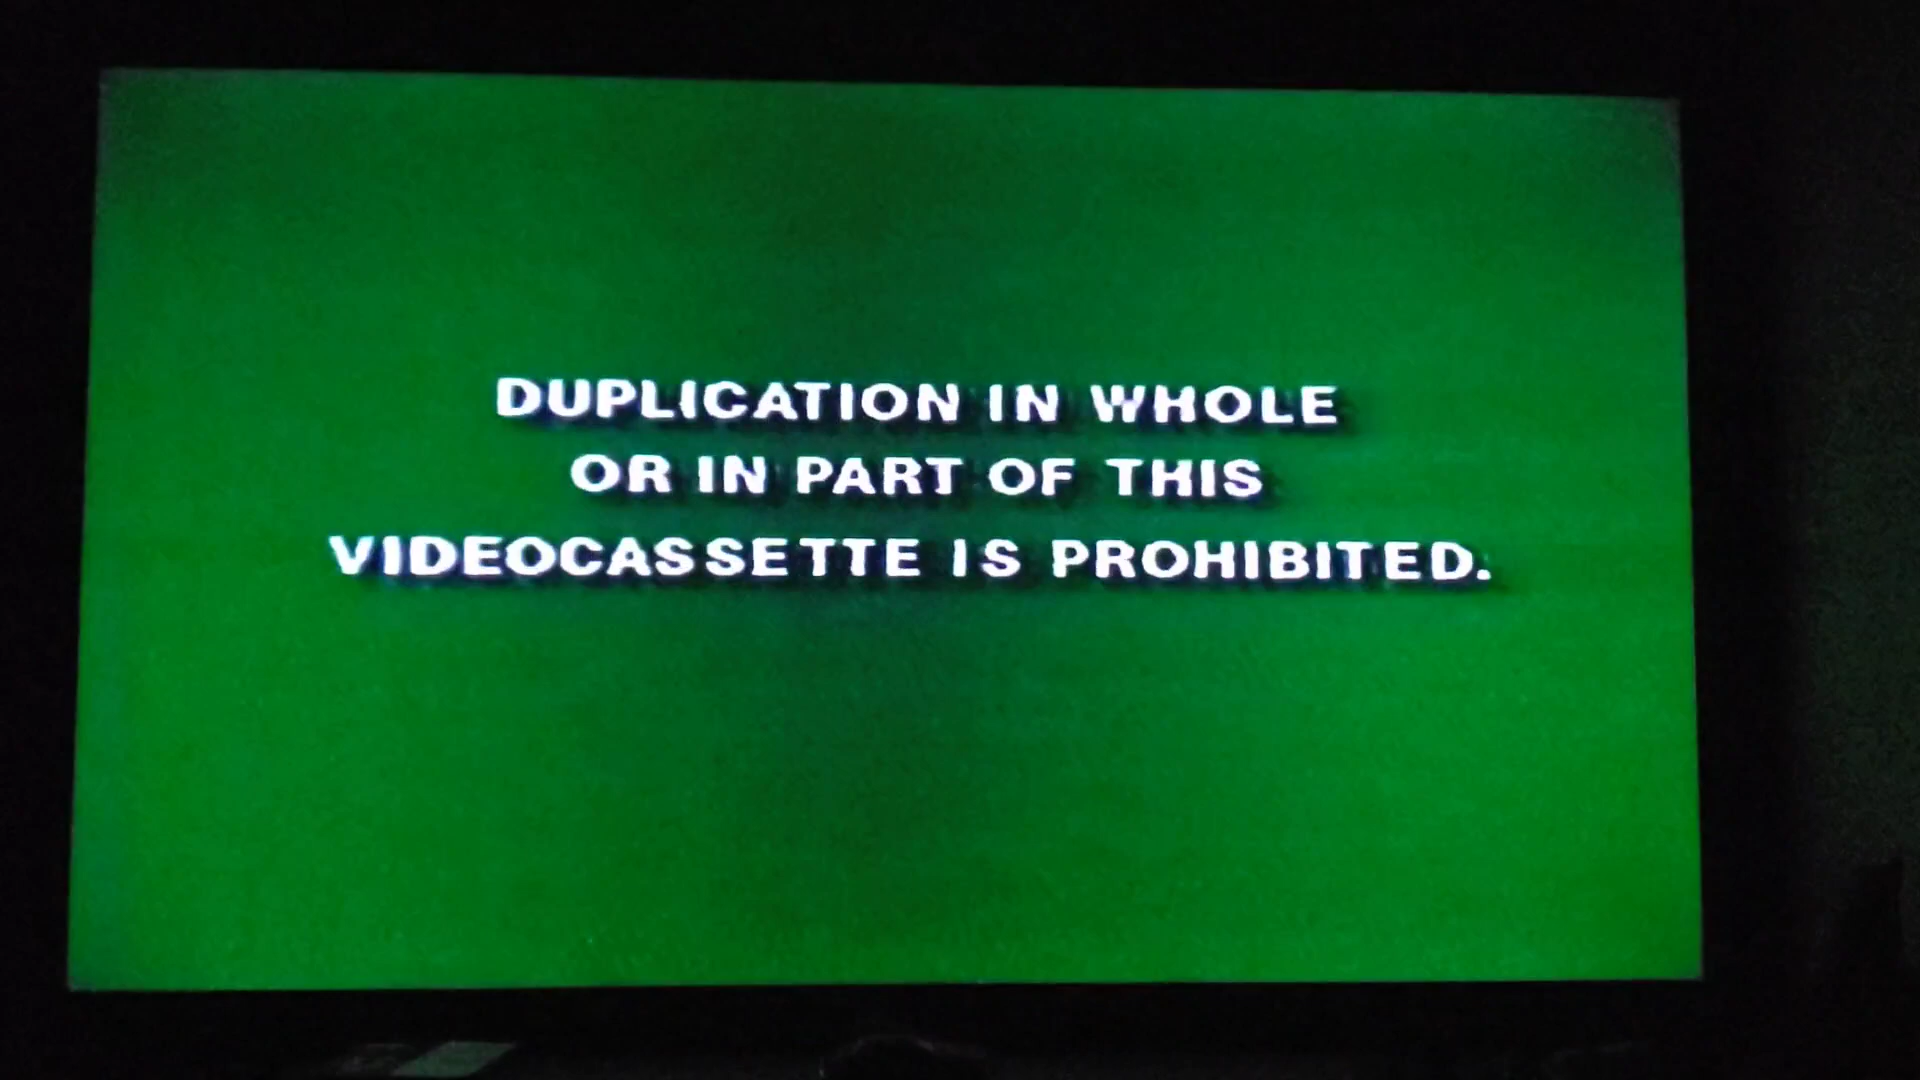 DUPLICATION IN WHOLE
OR IN PART OF THIS
VIDEOCASSETTE IS PROHIBITED.